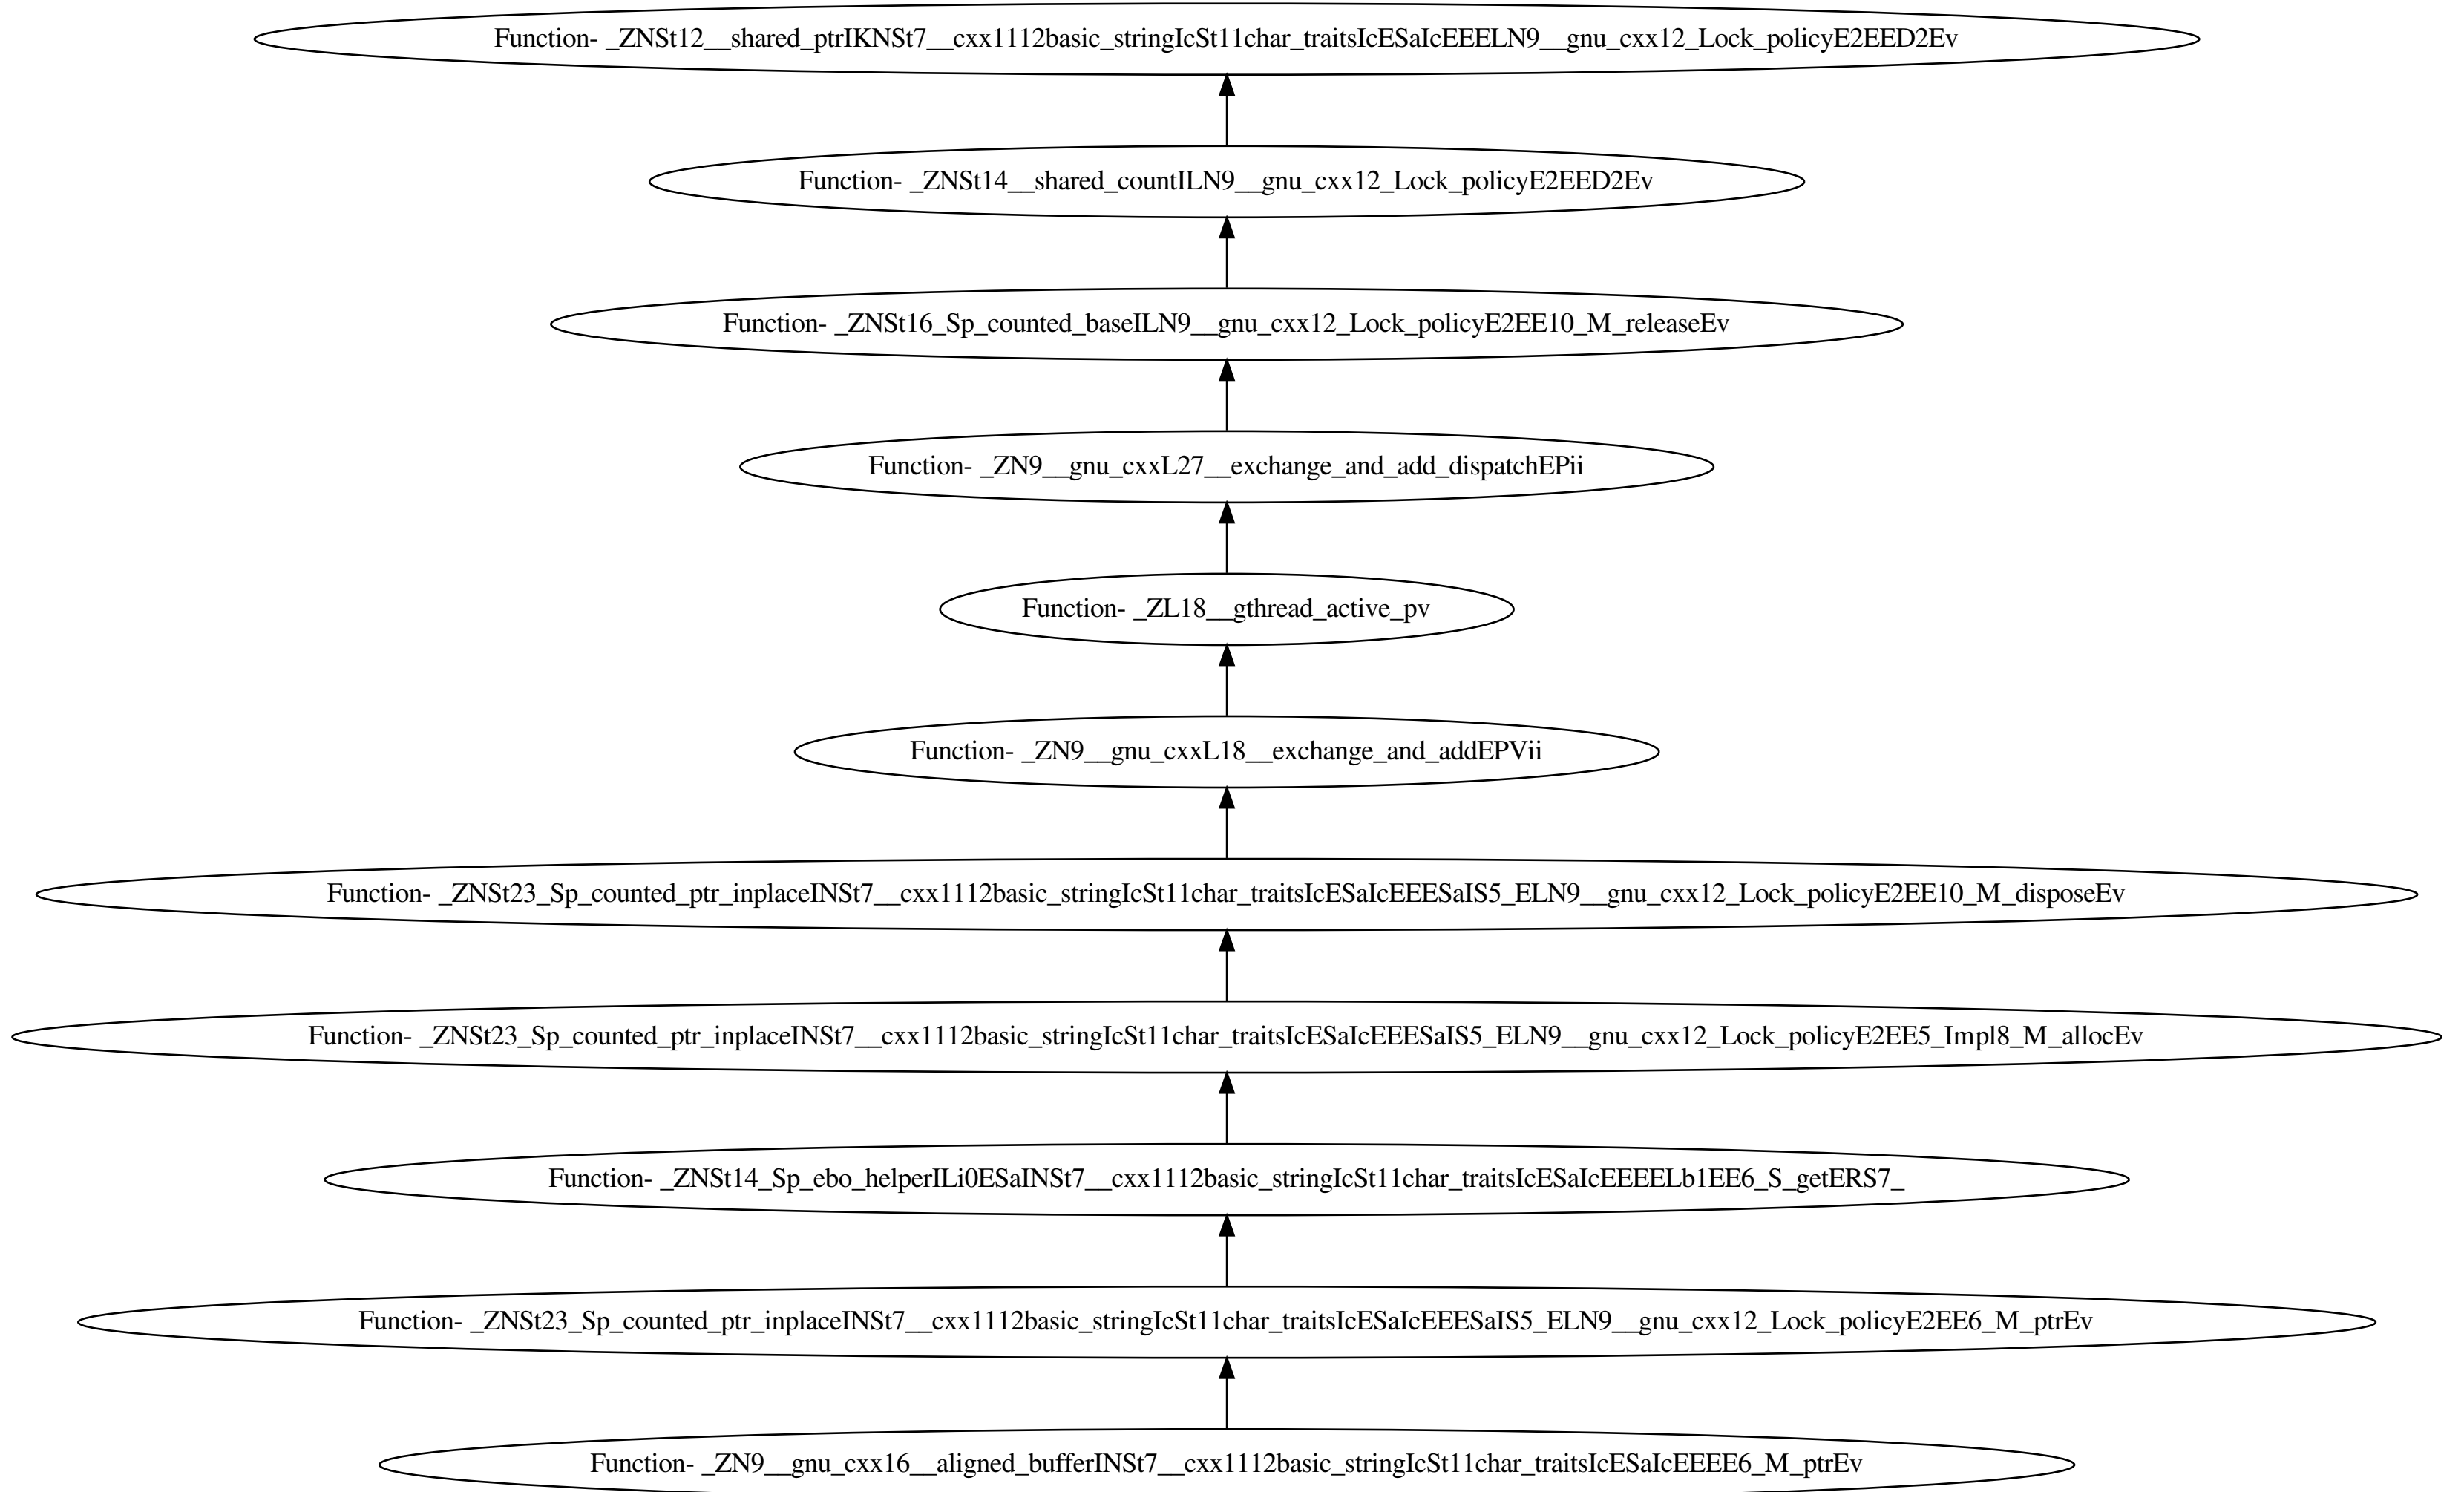 Function- _ZNSt12__shared_ptrIKNSt7__cxx1112basic_stringIcSt11char_traitsIcESaIcEEELN9__gnu_cxx12_Lock_policyE2EED2Ev
Function- _ZNSt14__shared_countILN9__gnu_cxx12_Lock_policyE2EED2Ev
Function- _ZNSt16_Sp_counted_baseILN9__gnu_cxx12_Lock_policyE2EE10_M_releaseEv
Function- _ZN9__gnu_cxxL27__exchange_and_add_dispatchEPii
Function- _ZL18__gthread_active_pv
Function- _ZN9__gnu_cxxL18__exchange_and_addEPVii
Function- _ZNSt23_Sp_counted_ptr_inplaceINSt7__cxx1112basic_stringIcSt11char_traitsIcESaIcEEESaIS5_ELN9__gnu_cxx12_Lock_policyE2EE10_M_disposeEv
Function- _ZNSt23_Sp_counted_ptr_inplaceINSt7__cxx1112basic_stringIcSt11char_traitsIcESaIcEEESaIS5_ELN9__gnu_cxx12_Lock_policyE2EE5_Impl8_M_allocEv
Function- _ZNSt14_Sp_ebo_helperILi0ESaINSt7__cxx1112basic_stringIcSt11char_traitsIcESaIcEEEELb1EE6_S_getERS7_
Function- _ZNSt23_Sp_counted_ptr_inplaceINSt7__cxx1112basic_stringIcSt11char_traitsIcESaIcEEESaIS5_ELN9__gnu_cxx12_Lock_policyE2EE6_M_ptrEv
Function- _ZN9__gnu_cxx16__aligned_bufferINSt7__cxx1112basic_stringIcSt11char_traitsIcESaIcEEEE6_M_ptrEv